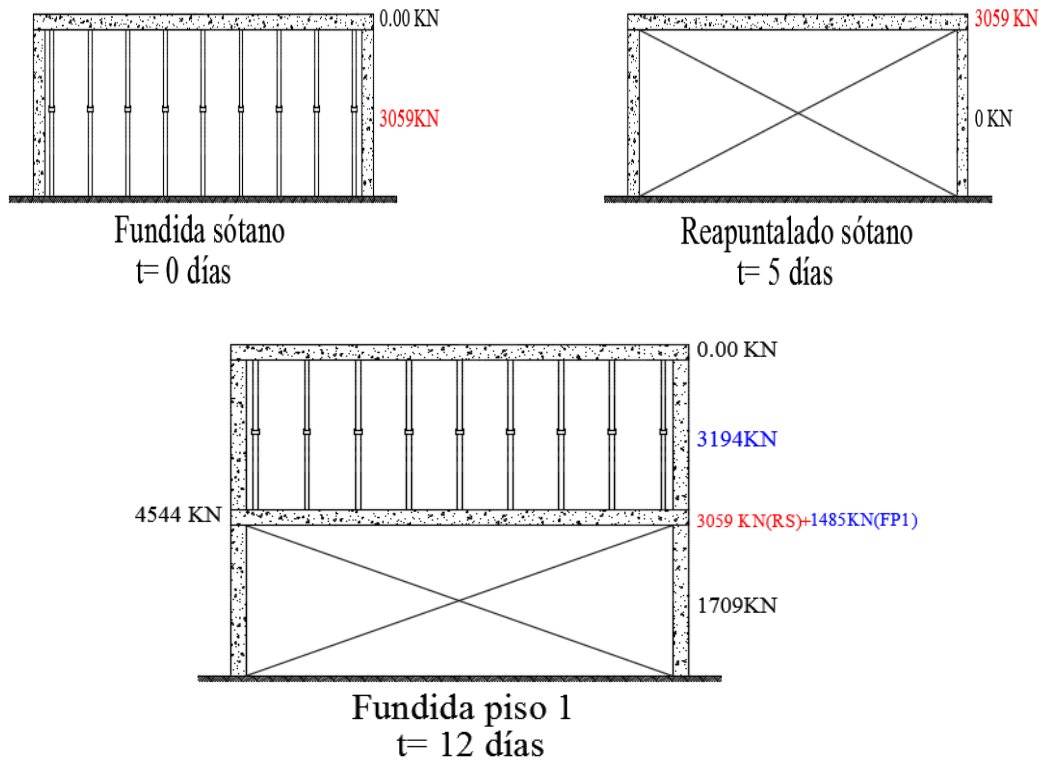 0.00 KN
3059KN
Fundida sótano
t= 0 días
3059 KN
0 KN
Reapuntalado sótano
t= 5 días
0.00 KN
3194KN
4544 KN
3059 KN(RS)+1485KN(FP1)
1709KN
Fundida piso 1
t= 12 días